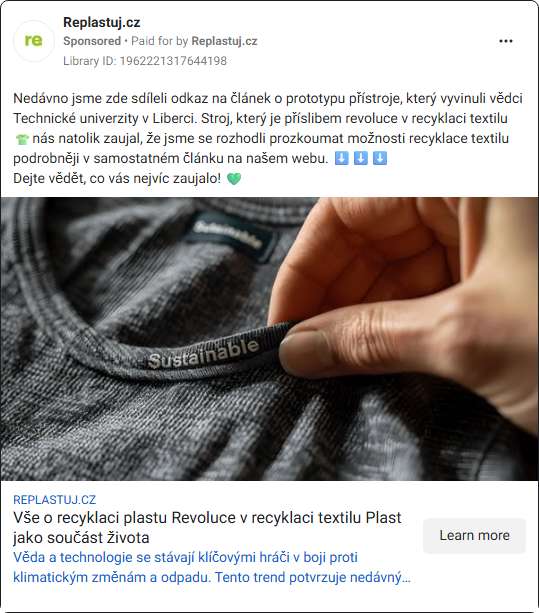 re
Replastuj.cz
Sponsored • Paid for by Replastuj.cz
Library ID: 1962221317644198
Nedávno jsme zde sdíleli odkaz na článek o prototypu přístroje, který vyvinuli vědci
Technické univerzity v Liberci. Stroj, který je příslibem revoluce v recyklaci textilu
👕 nás natolik zaujal, že jsme se rozhodli prozkoumat možnosti recyklace textilu
podrobněji v samostatném článku na našem webu. ⬇️ ⬇️ ⬇️
Dejte vědět, co vás nejvíc zaujalo! 💚
Sustainable
Sustainable
REPLASTUJ.CZ
Vše o recyklaci plastu Revoluce v recyklaci textilu Plast
jako součást života
Learn more
Věda a technologie se stávají klíčovými hráči v boji proti
klimatickým změnám a odpadu. Tento trend potvrzuje nedávný...